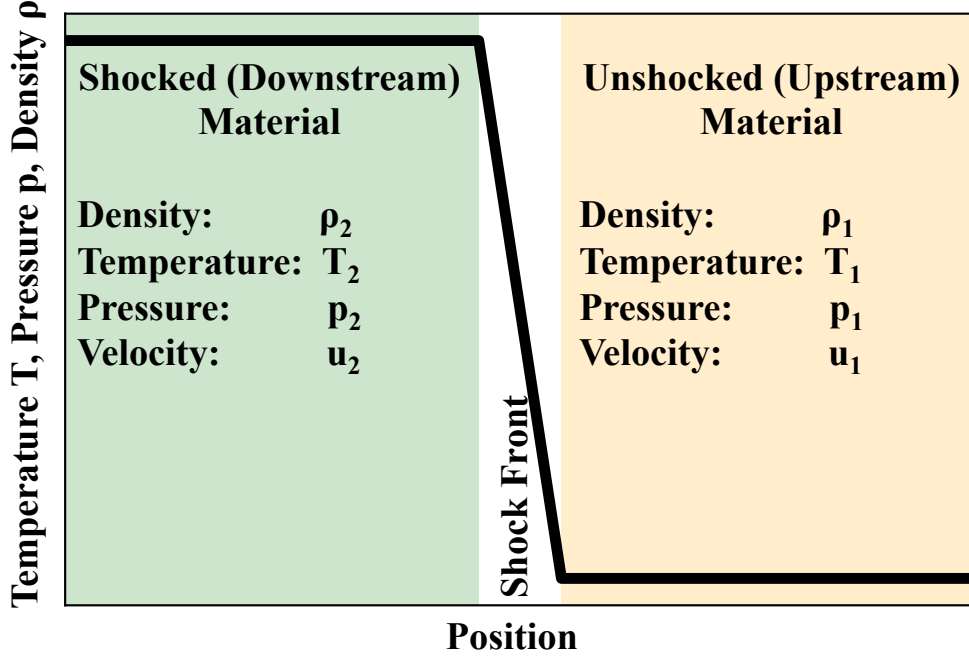 Temperature T, Pressure p, Density ρ
Shocked (Downstream)
Material
Density: ρ₂
Temperature: T₂
Pressure: p₂
Velocity: u₂
Shock Front
Unshocked (Upstream)
Material
Density: ρ₁
Temperature: T₁
Pressure: p₁
Velocity: u₁
Position